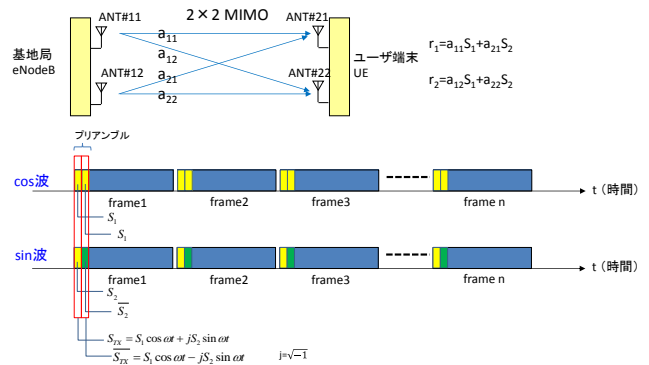 2×2 MIMO
ANT#11
ANT#21
基地局
eNodeB
a₁₁
a₁₂
a₂₁
a₂₂
ANT#12
ANT#22
ユーザ端末
UE
r₁=a₁₁S₁+a₂₁S₂
r₂=a₁₂S₁+a₂₂S₂
プリアンブル
cos波
frame1
frame2
frame3
frame n
t (時間)
S₁
S₁
sin波
frame1
frame2
frame3
frame n
t (時間)
S₂
S̅₂
S_TX = S₁ cos ωt + jS₂ sin ωt
S̅_TX = S₁ cos ωt − jS₂ sin ωt
j=√−1